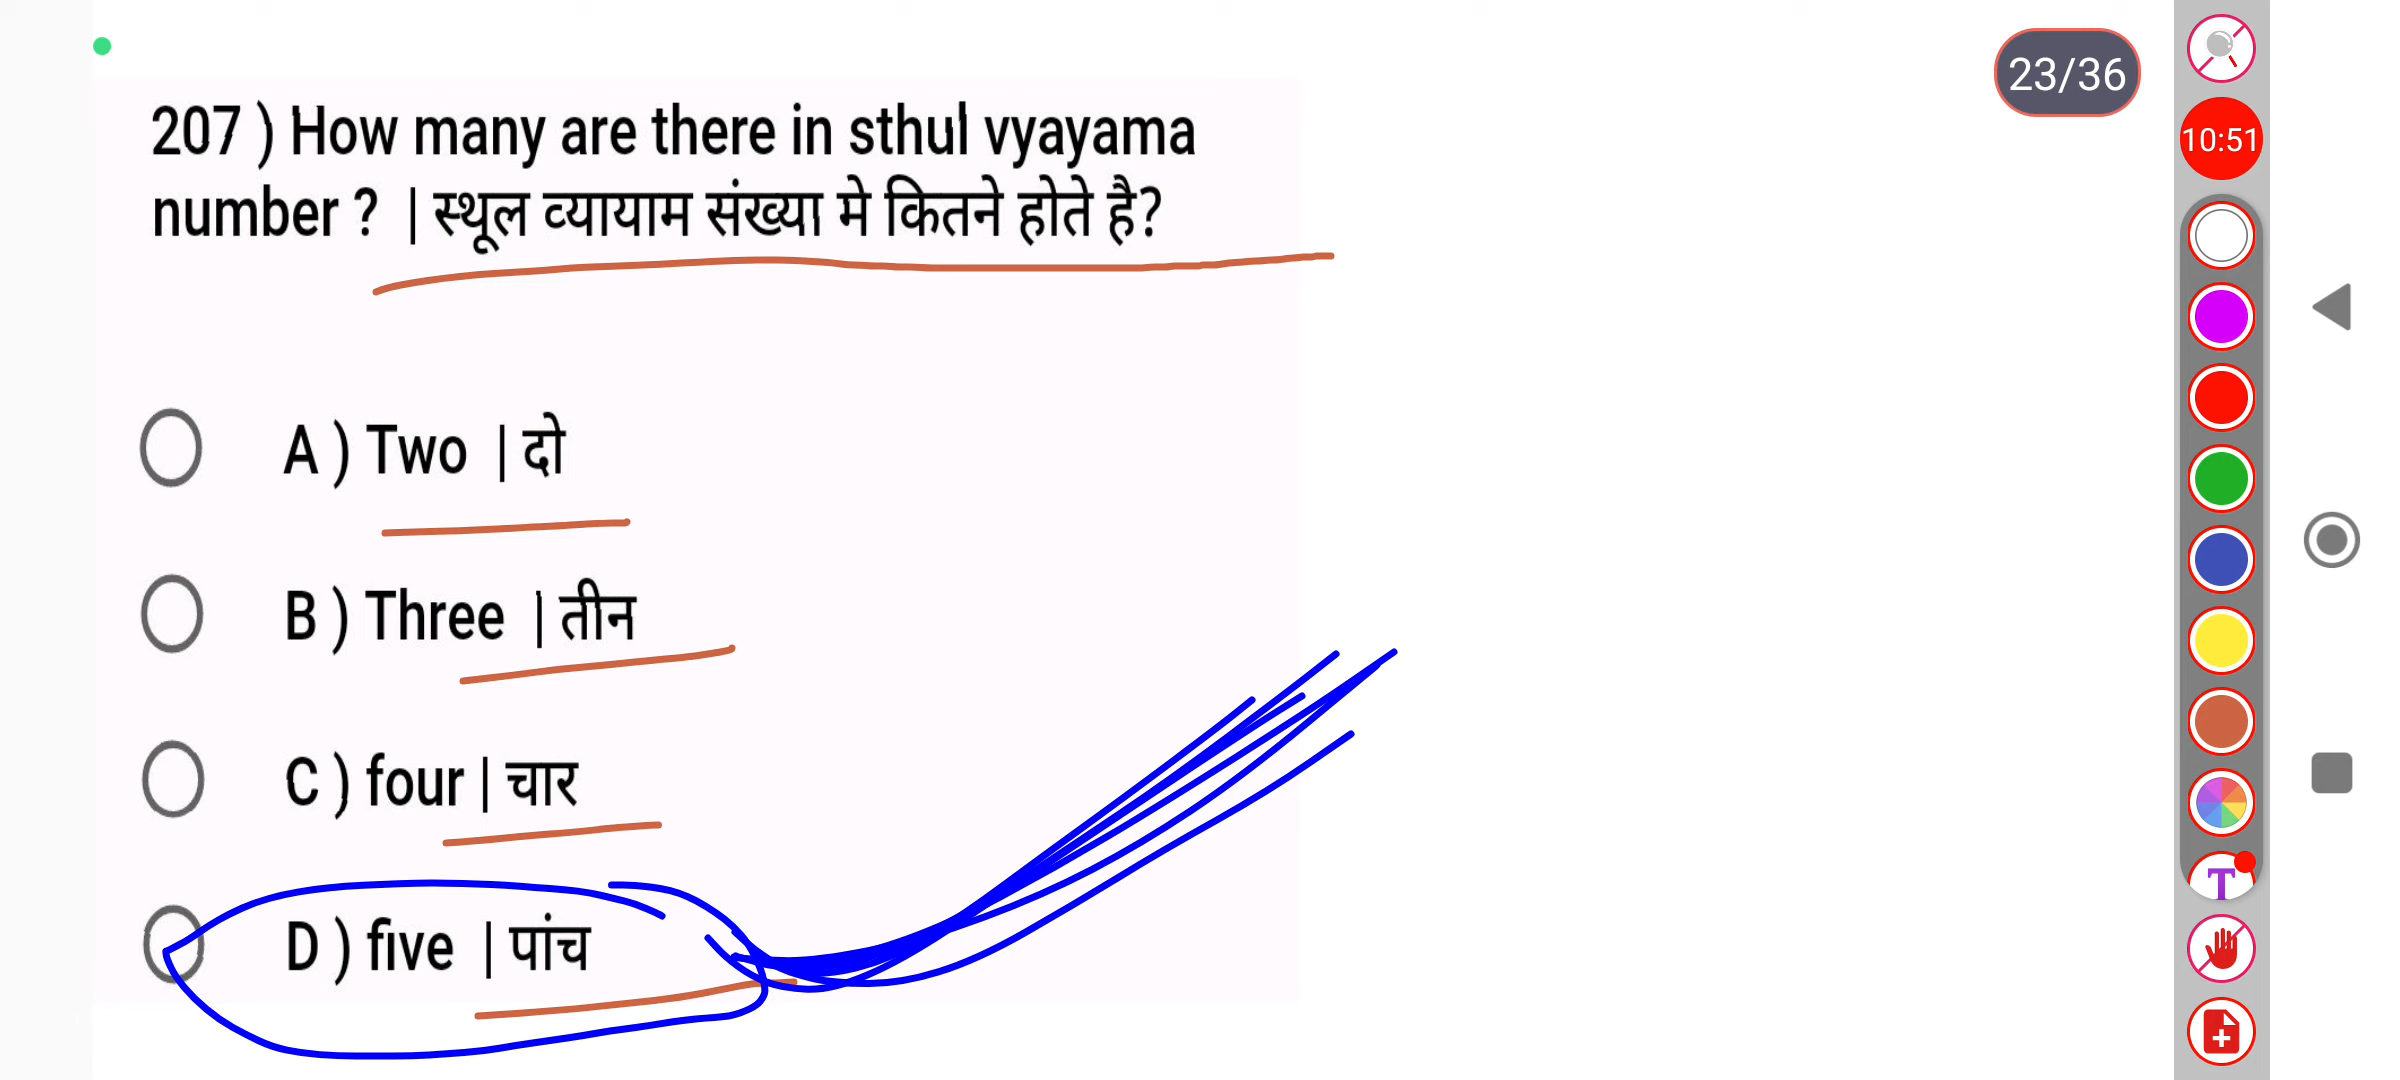 23/36
10:51
207 ) How many are there in sthul vyayama
number ? | स्थूल व्यायाम संख्या मे कितने होते है?
A ) Two | दो
B ) Three | तीन
C ) four | चार
D ) five | पांच
T